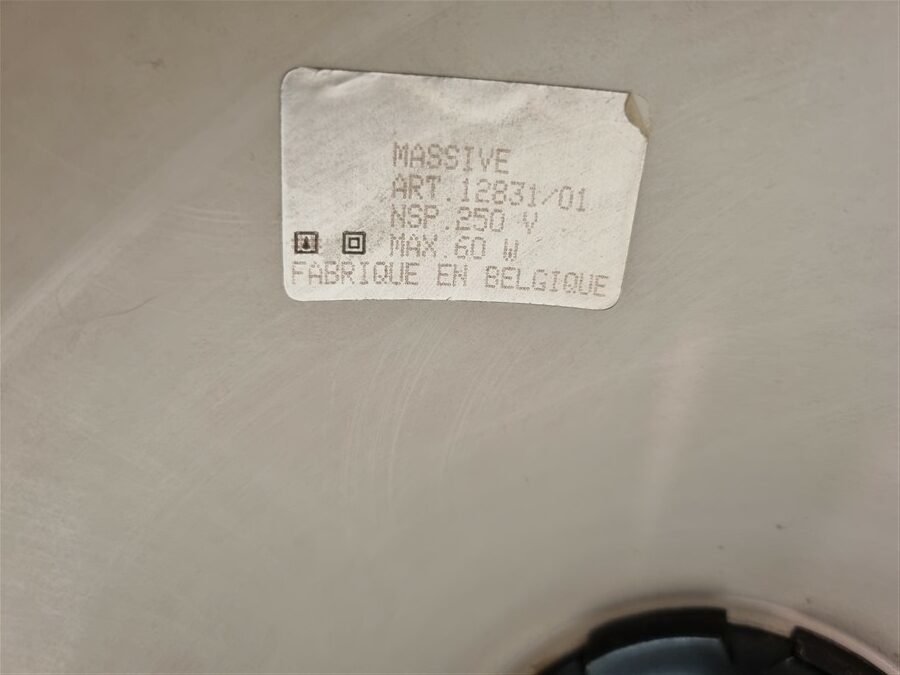 MASSIVE
ART.12831/01
NSP.250 V
MAX.60 W
FABRIQUE EN BELGIQUE